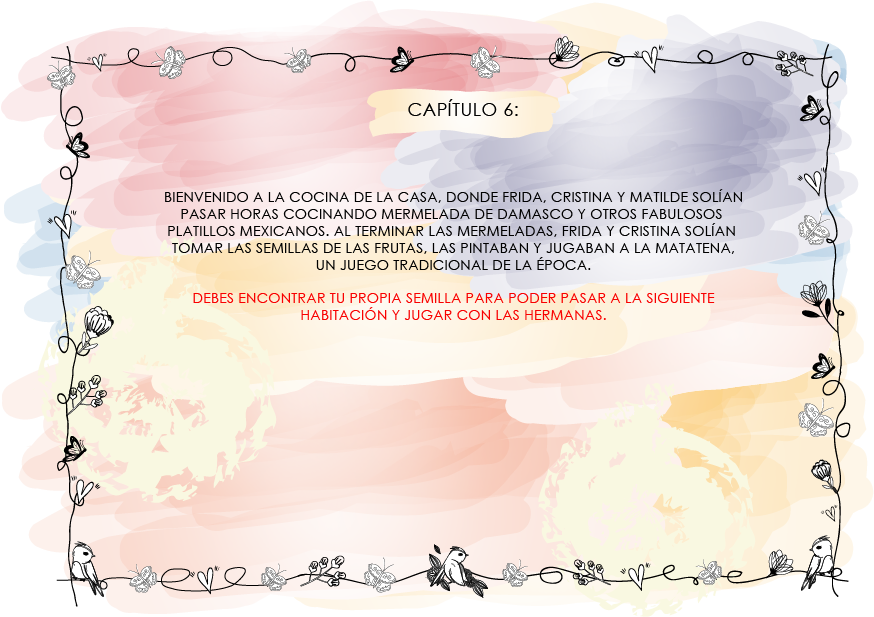 CAPÍTULO 6:
BIENVENIDO A LA COCINA DE LA CASA, DONDE FRIDA, CRISTINA Y MATILDE SOLÍAN
PASAR HORAS COCINANDO MERMELADA DE DAMASCO Y OTROS FABULOSOS
PLATILLOS MEXICANOS. AL TERMINAR LAS MERMELADAS, FRIDA Y CRISTINA SOLÍAN
TOMAR LAS SEMILLAS DE LAS FRUTAS, LAS PINTABAN Y JUGABAN A LA MATATENA,
UN JUEGO TRADICIONAL DE LA ÉPOCA.
DEBES ENCONTRAR TU PROPIA SEMILLA PARA PODER PASAR A LA SIGUIENTE
HABITACIÓN Y JUGAR CON LAS HERMANAS.